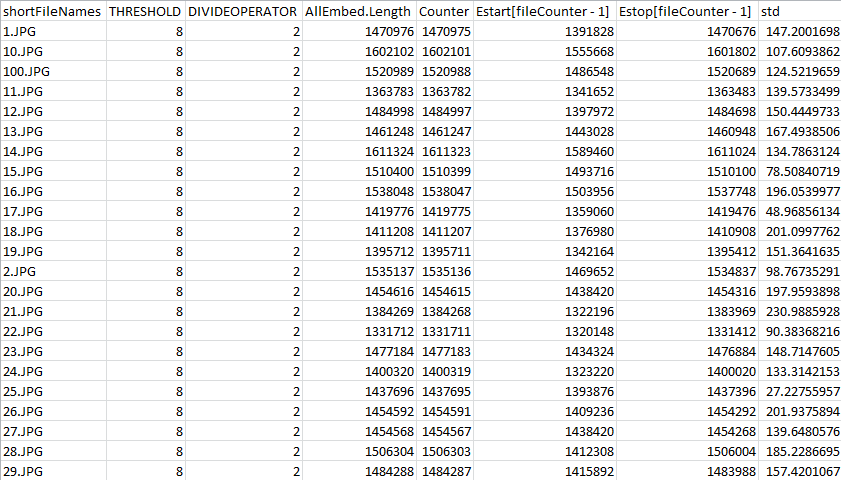 shortFileNames THRESHOLD DIVIDEOPERATOR AllEmbed.Length Counter Estart[fileCounter - 1] Estop[fileCounter - 1] std
1.JPG 8 2 1470976 1470975 1391828 1470676 147.2001698
10.JPG 8 2 1602102 1602101 1555668 1601802 107.6093862
100.JPG 8 2 1520989 1520988 1486548 1520689 124.5219659
11.JPG 8 2 1363783 1363782 1341652 1363483 139.5733499
12.JPG 8 2 1484998 1484997 1397972 1484698 150.4449733
13.JPG 8 2 1461248 1461247 1443028 1460948 167.4938506
14.JPG 8 2 1611324 1611323 1589460 1611024 134.7863124
15.JPG 8 2 1510400 1510399 1493716 1510100 78.50840719
16.JPG 8 2 1538048 1538047 1503956 1537748 196.0539977
17.JPG 8 2 1419776 1419775 1359060 1419476 48.96856134
18.JPG 8 2 1411208 1411207 1376980 1410908 201.0997762
19.JPG 8 2 1395712 1395711 1342164 1395412 151.3641635
2.JPG 8 2 1535137 1535136 1469652 1534837 98.76735291
20.JPG 8 2 1454616 1454615 1438420 1454316 197.9593898
21.JPG 8 2 1384269 1384268 1322196 1383969 230.9885928
22.JPG 8 2 1331712 1331711 1320148 1331412 90.38368216
23.JPG 8 2 1477184 1477183 1434324 1476884 148.7147605
24.JPG 8 2 1400320 1400319 1323220 1400020 133.3142153
25.JPG 8 2 1437696 1437695 1393876 1437396 27.22755957
26.JPG 8 2 1454592 1454591 1409236 1454292 201.9375894
27.JPG 8 2 1454568 1454567 1438420 1454268 139.6480576
28.JPG 8 2 1506304 1506303 1412308 1506004 185.2286695
29.JPG 8 2 1484288 1484287 1415892 1483988 157.4201067